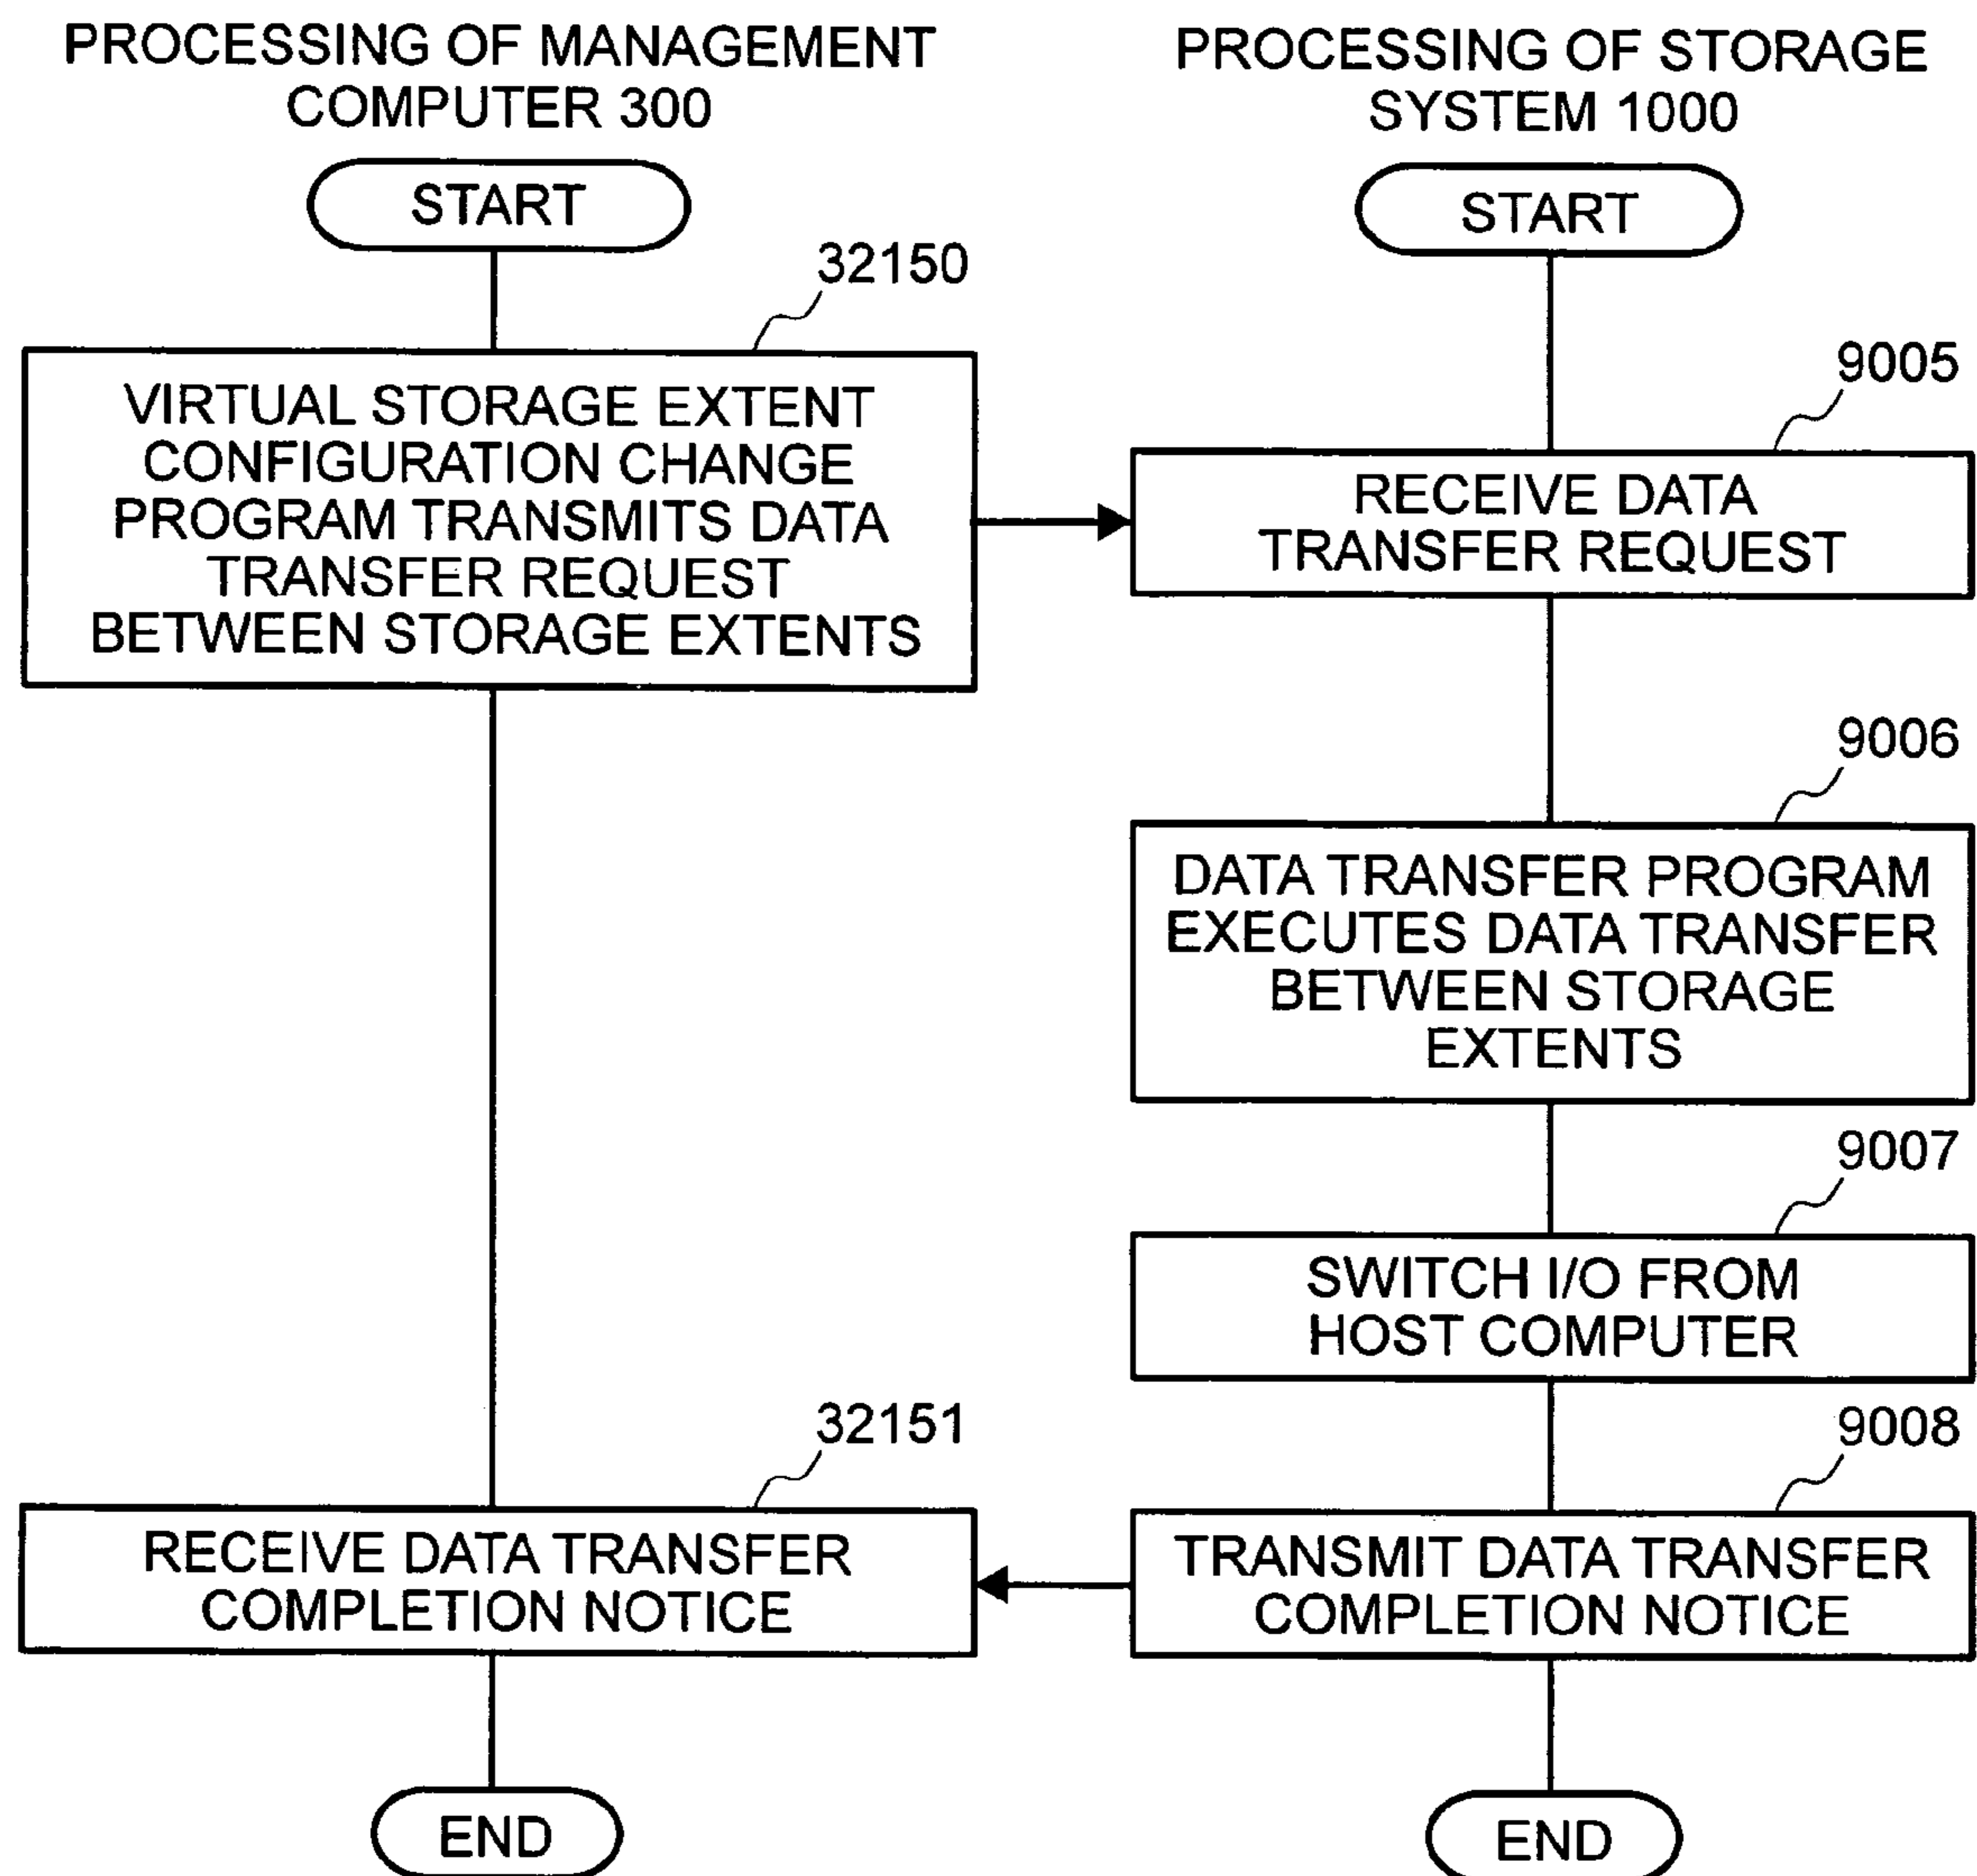 PROCESSING OF MANAGEMENT
COMPUTER 300
START
32150
VIRTUAL STORAGE EXTENT
CONFIGURATION CHANGE
PROGRAM TRANSMITS DATA
TRANSFER REQUEST
BETWEEN STORAGE EXTENTS
32151
RECEIVE DATA TRANSFER
COMPLETION NOTICE
END
PROCESSING OF STORAGE
SYSTEM 1000
START
9005
RECEIVE DATA
TRANSFER REQUEST
9006
DATA TRANSFER PROGRAM
EXECUTES DATA TRANSFER
BETWEEN STORAGE
EXTENTS
9007
SWITCH I/O FROM
HOST COMPUTER
9008
TRANSMIT DATA TRANSFER
COMPLETION NOTICE
END